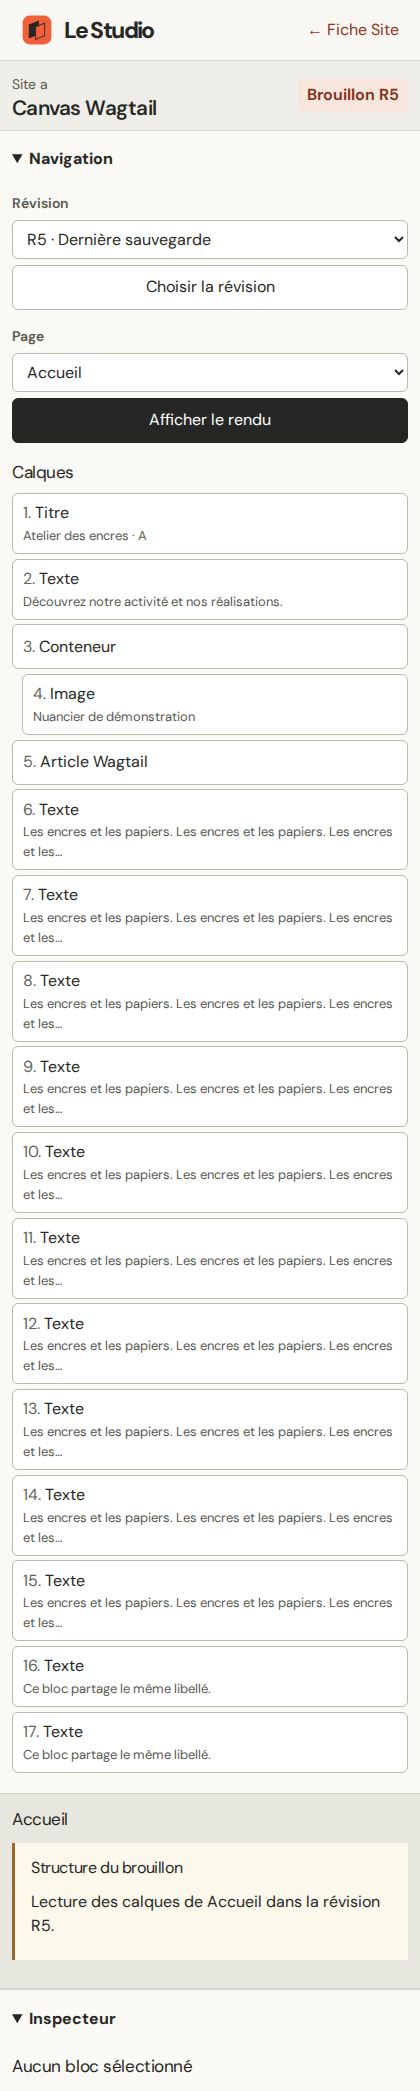 Le Studio
← Fiche Site
Site a
Canvas Wagtail
Brouillon R5
▼ Navigation
Révision
R5 · Dernière sauvegarde
Choisir la révision
Page
Accueil
Afficher le rendu
Calques
1. Titre
Atelier des encres · A
2. Texte
Découvrez notre activité et nos réalisations.
3. Conteneur
4. Image
Nuancier de démonstration
5. Article Wagtail
6. Texte
Les encres et les papiers. Les encres et les papiers. Les encres
et les…
7. Texte
Les encres et les papiers. Les encres et les papiers. Les encres
et les…
8. Texte
Les encres et les papiers. Les encres et les papiers. Les encres
et les…
9. Texte
Les encres et les papiers. Les encres et les papiers. Les encres
et les…
10. Texte
Les encres et les papiers. Les encres et les papiers. Les encres
et les…
11. Texte
Les encres et les papiers. Les encres et les papiers. Les encres
et les…
12. Texte
Les encres et les papiers. Les encres et les papiers. Les encres
et les…
13. Texte
Les encres et les papiers. Les encres et les papiers. Les encres
et les…
14. Texte
Les encres et les papiers. Les encres et les papiers. Les encres
et les…
15. Texte
Les encres et les papiers. Les encres et les papiers. Les encres
et les…
16. Texte
Ce bloc partage le même libellé.
17. Texte
Ce bloc partage le même libellé.
Accueil
Structure du brouillon
Lecture des calques de Accueil dans la révision
R5.
▼ Inspecteur
Aucun bloc sélectionné